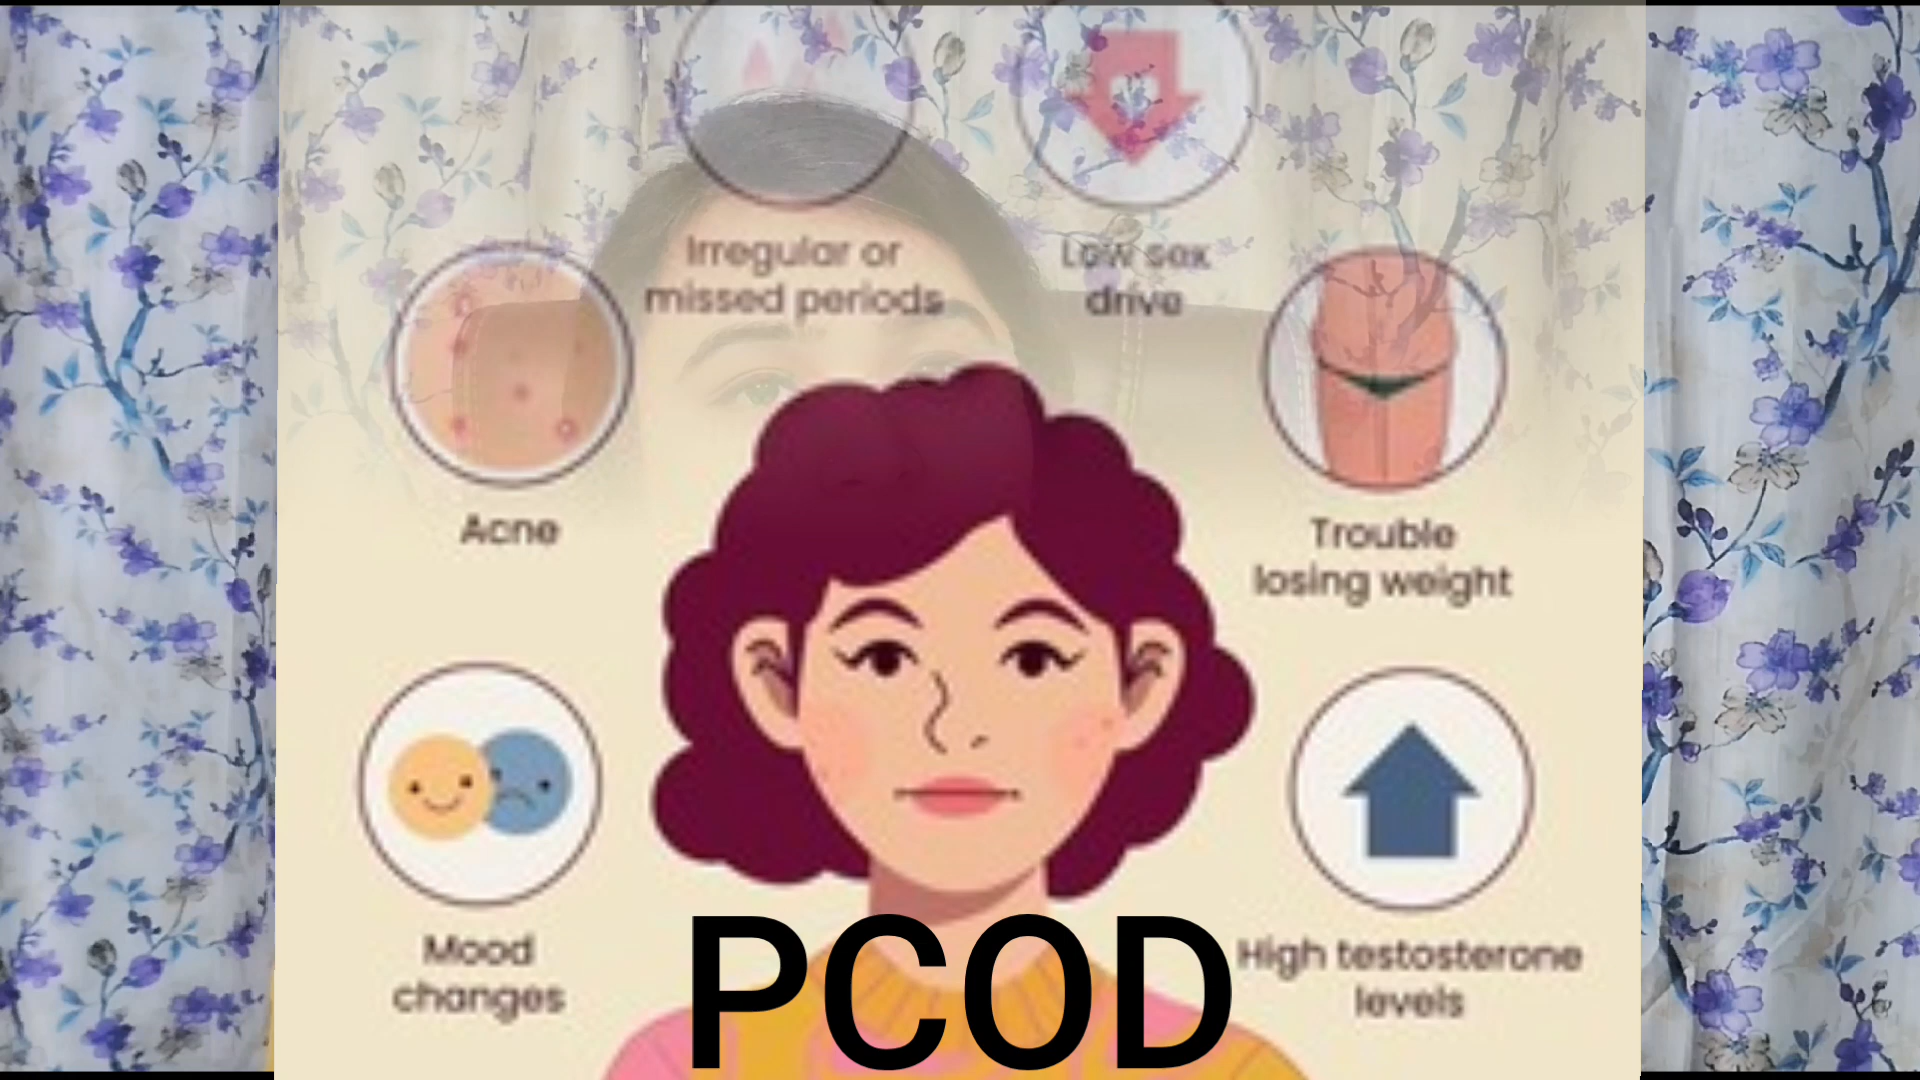 Irregular or
missed periods
Low sex
drive
Acne
Trouble
losing weight
Mood
changes
High testosterone
levels
PCOD